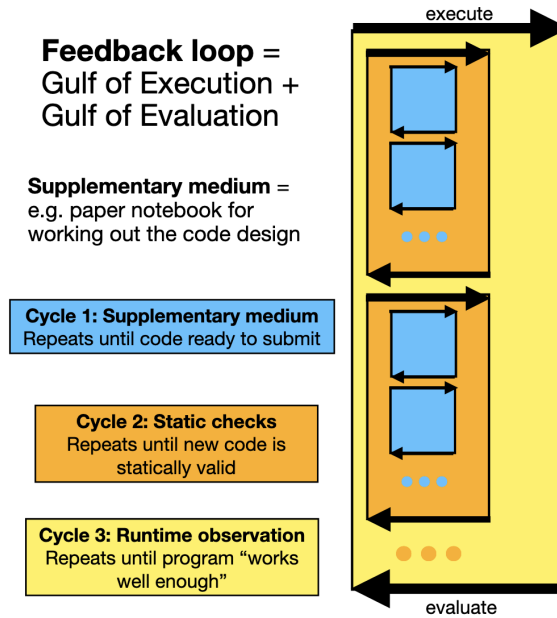 execute
Feedback loop =
Gulf of Execution +
Gulf of Evaluation
Supplementary medium =
e.g. paper notebook for
working out the code design
Cycle 1: Supplementary medium
Repeats until code ready to submit
Cycle 2: Static checks
Repeats until new code is
statically valid
Cycle 3: Runtime observation
Repeats until program “works
well enough”
evaluate